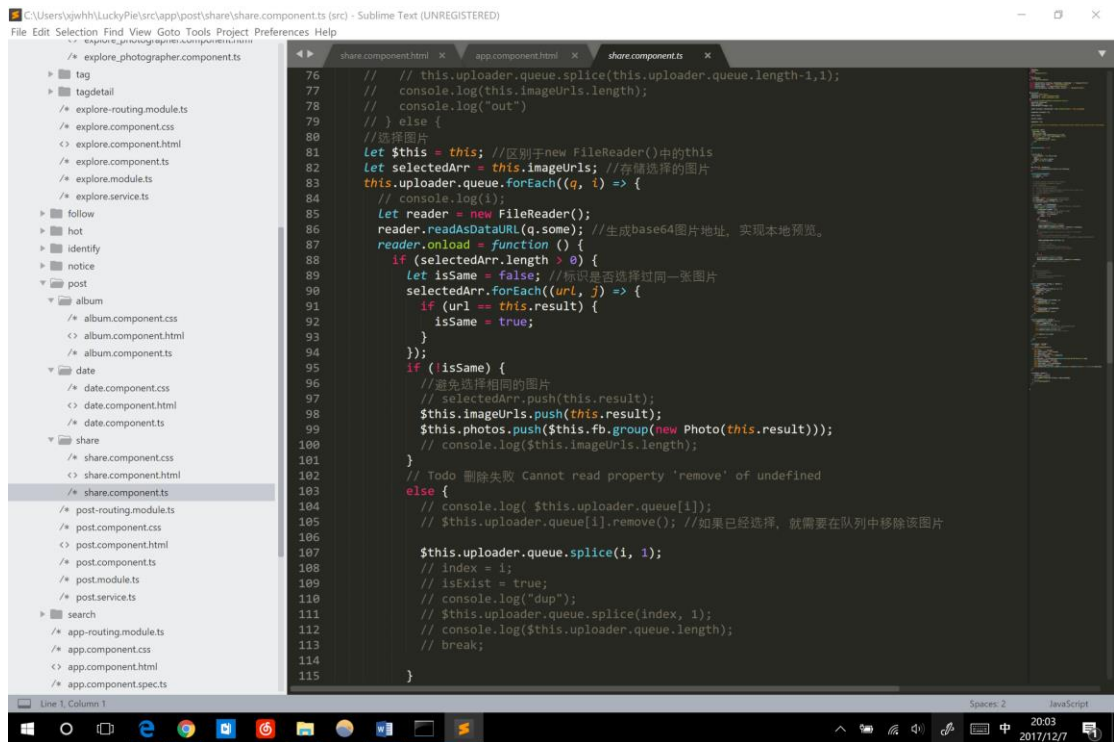 C:\Users\xjwhh\LuckyPie\src\app\post\share\share.component.ts (src) - Sublime Text (UNREGISTERED)
File Edit Selection Find View Goto Tools Project Preferences Help
<> explore_photographer.component.html
/* explore_photographer.component.ts
tag
tagdetail
/* explore-routing.module.ts
/* explore.component.css
<> explore.component.html
/* explore.component.ts
/* explore.module.ts
/* explore.service.ts
follow
hot
identify
notice
post
album
/* album.component.css
<> album.component.html
/* album.component.ts
date
/* date.component.css
<> date.component.html
/* date.component.ts
share
/* share.component.css
<> share.component.html
/* share.component.ts
/* post-routing.module.ts
/* post.component.css
<> post.component.html
/* post.component.ts
/* post.module.ts
/* post.service.ts
search
/* app-routing.module.ts
/* app.component.css
<> app.component.html
/* app.component.spec.ts
share.component.html × app.component.html × share.component.ts ×
76 //   // this.uploader.queue.splice(this.uploader.queue.length-1,1);
77 //   console.log(this.imageUrls.length);
78 //   console.log("out")
79 // } else {
80 //选择图片
81 let $this = this; //区别于new FileReader()中的this
82 let selectedArr = this.imageUrls; //存储选择的图片
83 this.uploader.queue.forEach((q, i) => {
84 // console.log(i);
85 let reader = new FileReader();
86 reader.readAsDataURL(q.some); //生成base64图片地址，实现本地预览。
87 reader.onload = function () {
88 if (selectedArr.length > 0) {
89 let isSame = false; //标识是否选择过同一张图片
90 selectedArr.forEach((url, j) => {
91 if (url == this.result) {
92 isSame = true;
93 }
94 });
95 if (!isSame) {
96 //避免选择相同的图片
97 // selectedArr.push(this.result);
98 $this.imageUrls.push(this.result);
99 $this.photos.push($this.fb.group(new Photo(this.result)));
100 // console.log($this.imageUrls.length);
101 }
102 // Todo 删除失败 Cannot read property 'remove' of undefined
103 else {
104 // console.log( $this.uploader.queue[i]);
105 // $this.uploader.queue[i].remove(); //如果已经选择，就需要在队列中移除该图片
106
107 $this.uploader.queue.splice(i, 1);
108 // index = i;
109 // isExist = true;
110 // console.log("dup");
111 // $this.uploader.queue.splice(index, 1);
112 // console.log($this.uploader.queue.length);
113 // break;
114
115 }
Line 1, Column 1 Spaces: 2 JavaScript
中 20:03
2017/12/7